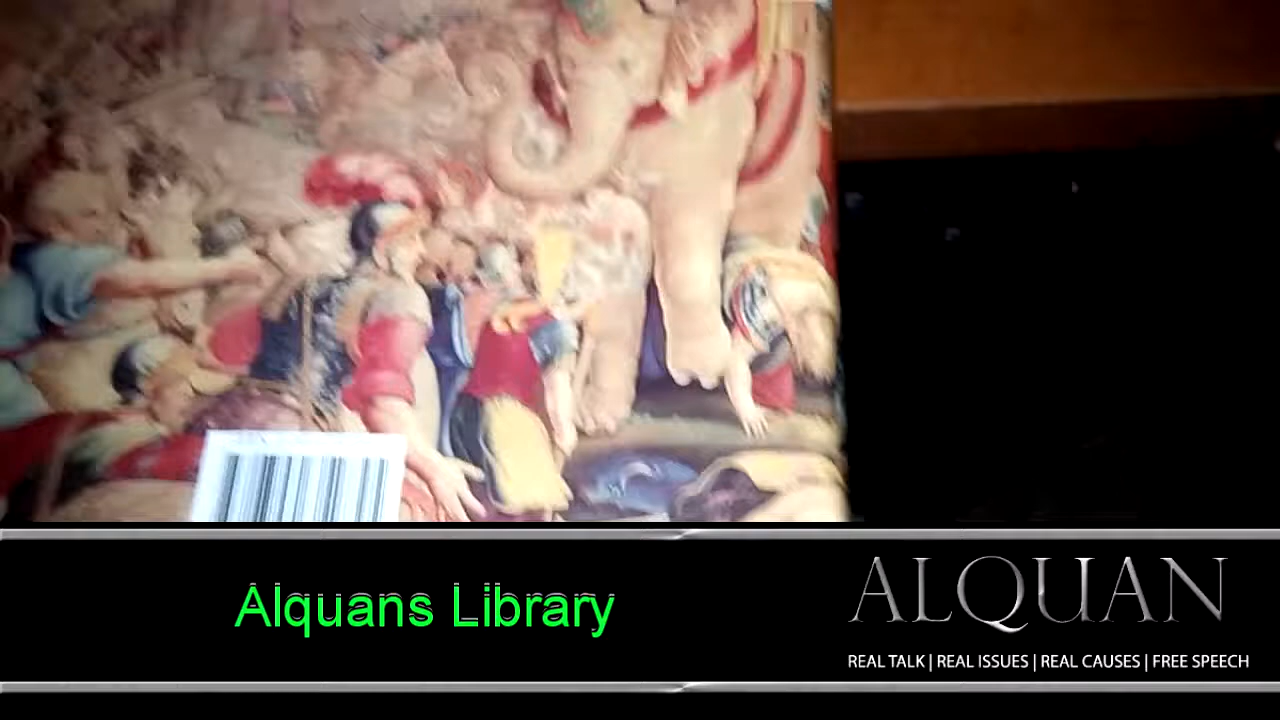 Alquans Library
ALQUAN
REAL TALK | REAL ISSUES | REAL CAUSES | FREE SPEECH